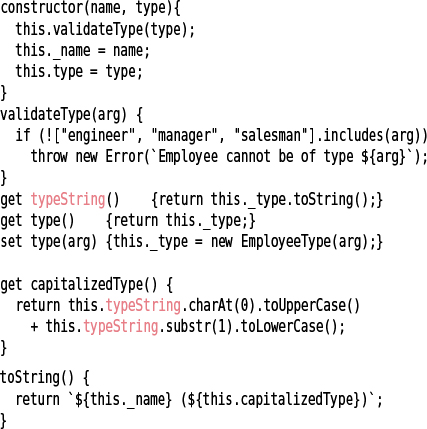 constructor(name, type){
  this.validateType(type);
  this._name = name;
  this.type = type;
}
validateType(arg) {
  if (!["engineer", "manager", "salesman"].includes(arg))
    throw new Error(`Employee cannot be of type ${arg}`);
}
get typeString()    {return this._type.toString();}
get type()    {return this._type;}
set type(arg) {this._type = new EmployeeType(arg);}

get capitalizedType() {
  return this.typeString.charAt(0).toUpperCase()
    + this.typeString.substr(1).toLowerCase();
}
toString() {
  return `${this._name} (${this.capitalizedType})`;
}